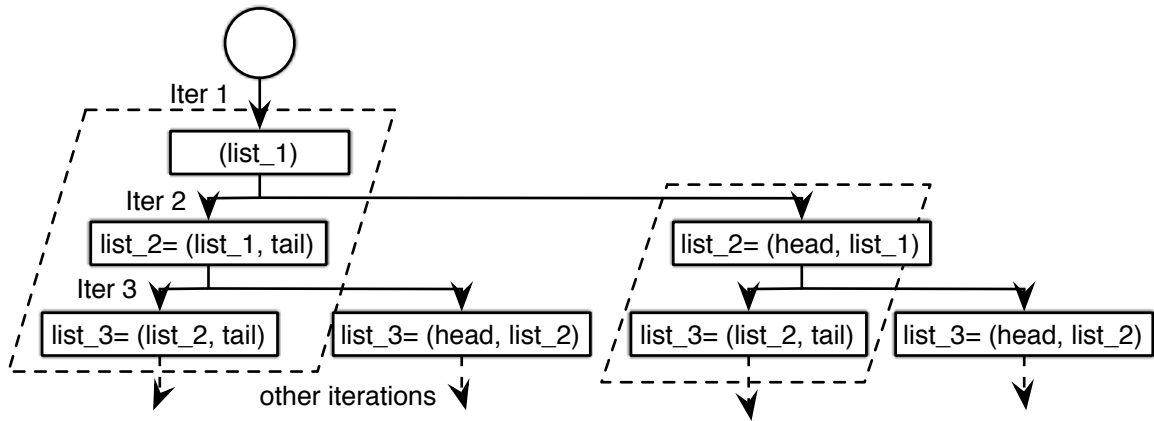 Iter 1
(list_1)
Iter 2
list_2= (list_1, tail)
list_2= (head, list_1)
Iter 3
list_3= (list_2, tail)
list_3= (head, list_2)
list_3= (list_2, tail)
list_3= (head, list_2)
other iterations